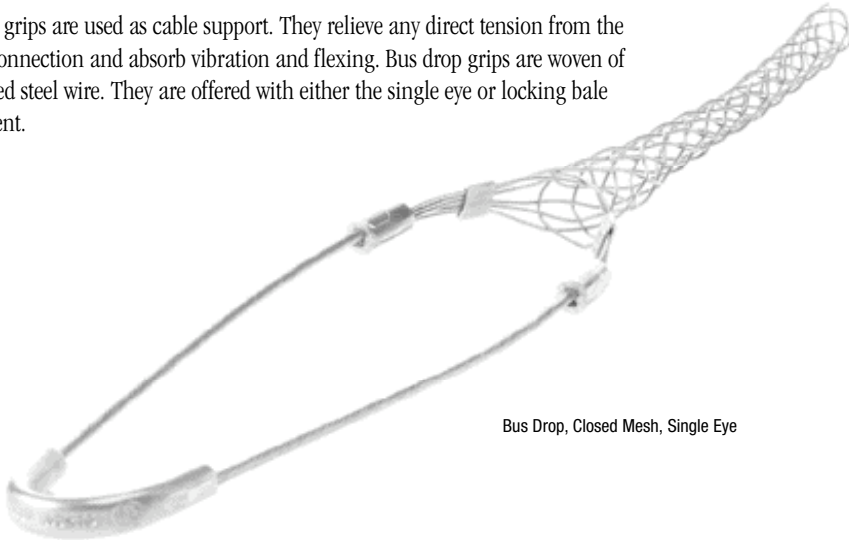 grips are used as cable support. They relieve any direct tension from the
onnection and absorb vibration and flexing. Bus drop grips are woven of
ed steel wire. They are offered with either the single eye or locking bale
ent.
Bus Drop, Closed Mesh, Single Eye